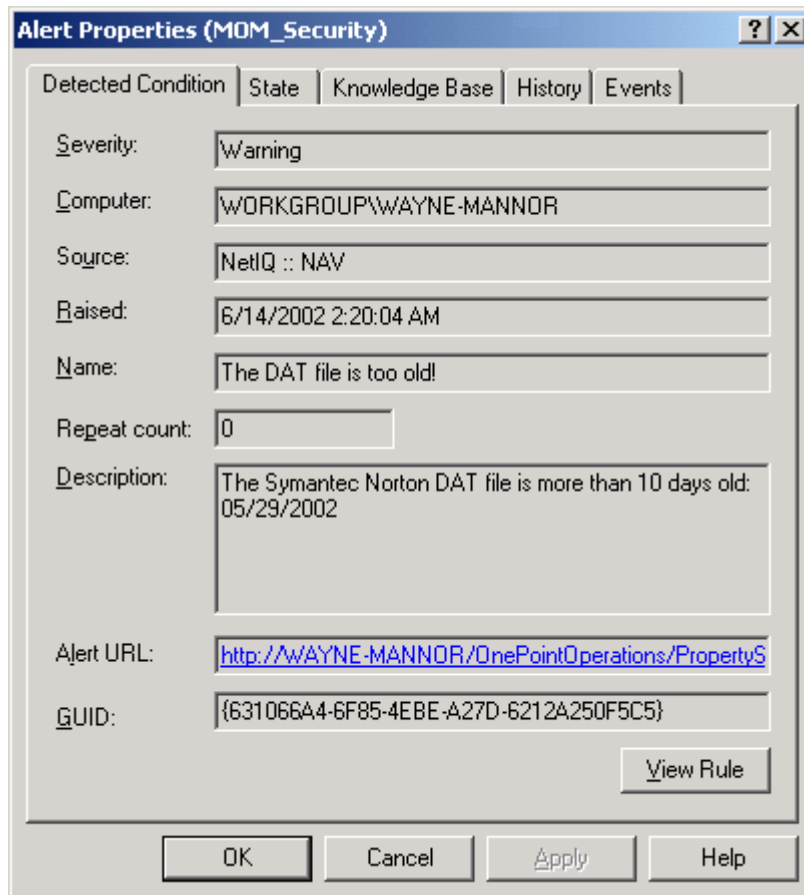 Alert Properties (MOM_Security)
Detected Condition State Knowledge Base History Events
Severity: Warning
Computer: WORKGROUP\WAYNE-MANNOR
Source: NetIQ :: NAV
Raised: 6/14/2002 2:20:04 AM
Name: The DAT file is too old!
Repeat count: 0
Description: The Symantec Norton DAT file is more than 10 days old:
05/29/2002
Alert URL: http://WAYNE-MANNOR/OnePointOperations/PropertyS
GUID: {631066A4-6F85-4EBE-A27D-6212A250F5C5}
View Rule
OK Cancel Apply Help